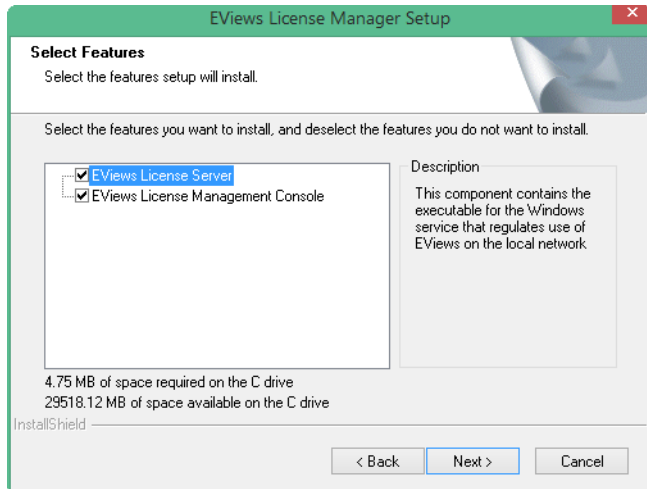 EViews License Manager Setup
Select Features
Select the features setup will install.
Select the features you want to install, and deselect the features you do not want to install.
EViews License Server
EViews License Management Console
Description
This component contains the
executable for the Windows
service that regulates use of
EViews on the local network
4.75 MB of space required on the C drive
29518.12 MB of space available on the C drive
InstallShield
< Back
Next >
Cancel